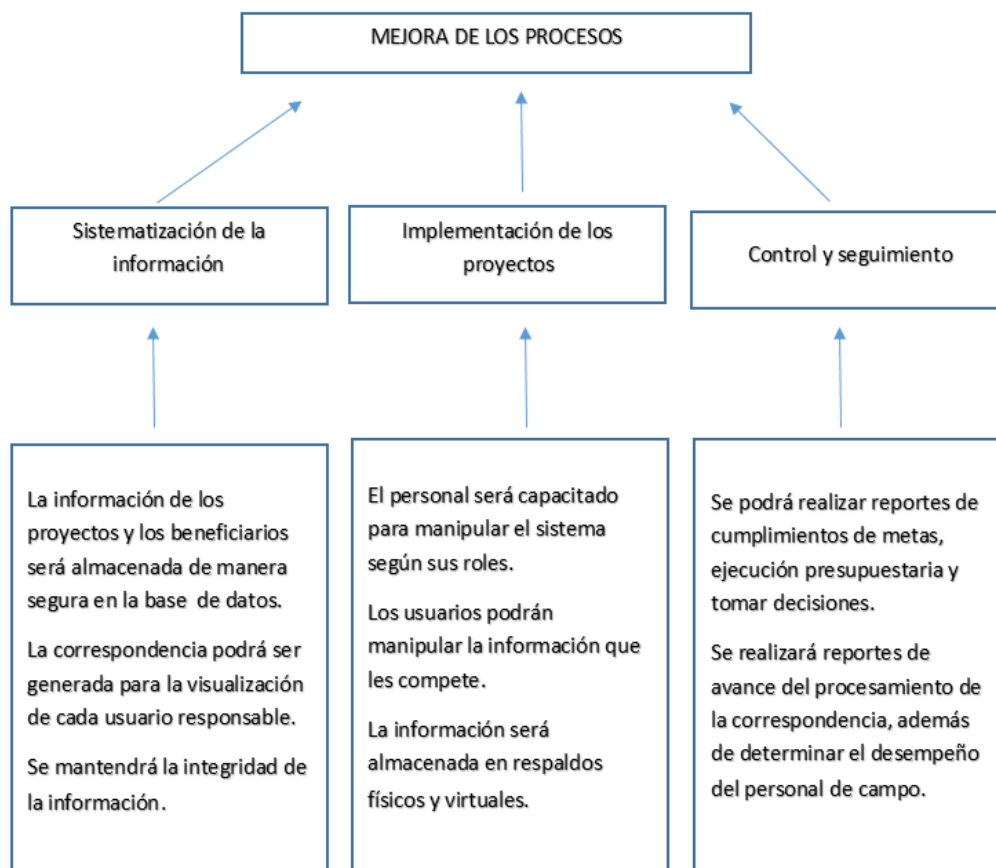 MEJORA DE LOS PROCESOS
Sistematización de la
información
Implementación de los
proyectos
Control y seguimiento
La información de los
proyectos y los beneficiarios
será almacenada de manera
segura en la base de datos.
La correspondencia podrá ser
generada para la visualización
de cada usuario responsable.
Se mantendrá la integridad de
la información.
El personal será capacitado
para manipular el sistema
según sus roles.
Los usuarios podrán
manipular la información que
les compete.
La información será
almacenada en respaldos
físicos y virtuales.
Se podrá realizar reportes de
cumplimientos de metas,
ejecución presupuestaria y
tomar decisiones.
Se realizará reportes de
avance del procesamiento de
la correspondencia, además
de determinar el desempeño
del personal de campo.